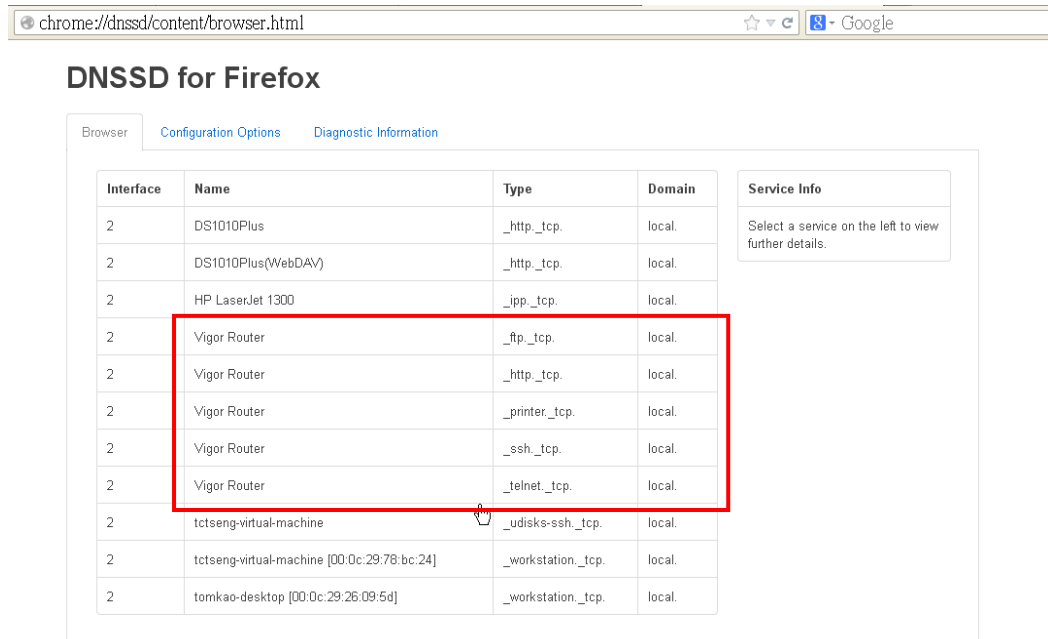 chrome://dnssd/content/browser.html
8 - Google
DNSSD for Firefox
Browser Configuration Options Diagnostic Information
Interface Name Type Domain
2 DS1010Plus _http._tcp. local.
2 DS1010Plus(WebDAV) _http._tcp. local.
2 HP LaserJet 1300 _ipp._tcp. local.
2 Vigor Router _ftp._tcp. local.
2 Vigor Router _http._tcp. local.
2 Vigor Router _printer._tcp. local.
2 Vigor Router _ssh._tcp. local.
2 Vigor Router _telnet._tcp. local.
2 tctseng-virtual-machine _udisks-ssh._tcp. local.
2 tctseng-virtual-machine [00:0c:29:78:bc:24] _workstation._tcp. local.
2 tomkao-desktop [00:0c:29:26:09:5d] _workstation._tcp. local.
Service Info
Select a service on the left to view
further details.